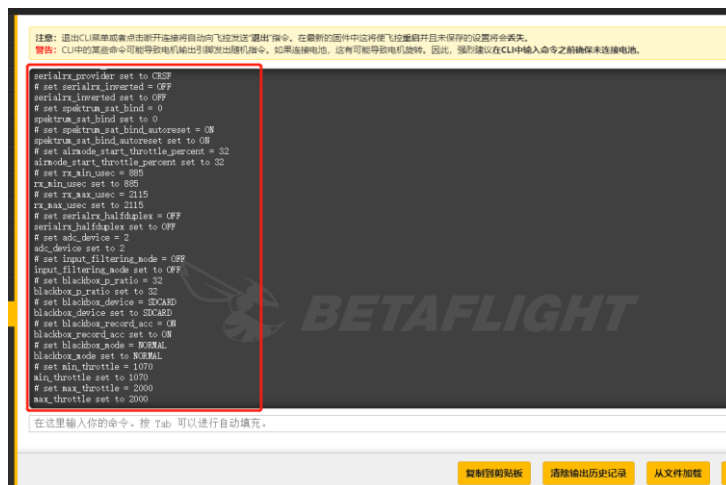 注意：退出CLI菜单或者点击断开连接将自动向飞控发送"退出"指令。在最新的固件中这将使飞控重启并且未保存的设置将会丢失。
警告：CLI中的某些命令可能导致电机输出引脚发出随机指令。如果连接电池，这有可能导致电机旋转。因此，强烈建议在CLI中输入命令之前确保未连接电池。
serialrx_provider set to CRSF
# set serialrx_inverted = OFF
serialrx_inverted set to OFF
# set spektrum_sat_bind = 0
spektrum_sat_bind set to 0
# set spektrum_sat_bind_autoreset = ON
spektrum_sat_bind_autoreset set to ON
# set airmode_start_throttle_percent = 32
airmode_start_throttle_percent set to 32
# set rx_min_usec = 885
rx_min_usec set to 885
# set rx_max_usec = 2115
rx_max_usec set to 2115
# set serialrx_halfduplex = OFF
serialrx_halfduplex set to OFF
# set adc_device = 2
adc_device set to 2
# set input_filtering_mode = OFF
input_filtering_mode set to OFF
# set blackbox_p_ratio = 32
blackbox_p_ratio set to 32
# set blackbox_device = SDCARD
blackbox_device set to SDCARD
# set blackbox_record_acc = ON
blackbox_record_acc set to ON
# set blackbox_mode = NORMAL
blackbox_mode set to NORMAL
# set min_throttle = 1070
min_throttle set to 1070
# set max_throttle = 2000
max_throttle set to 2000
BETAFLIGHT
在这里输入你的命令。按 Tab 可以进行自动填充。
复制到剪贴板
清除输出历史记录
从文件加载